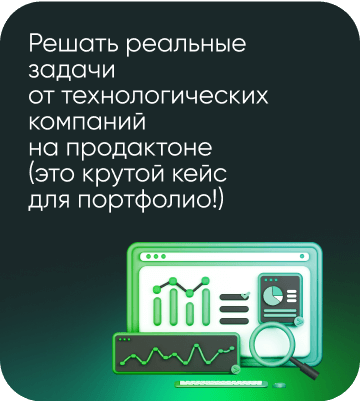 Решать реальные
задачи
от технологических
компаний
на продактоне
(это крутой кейс
для портфолио!)